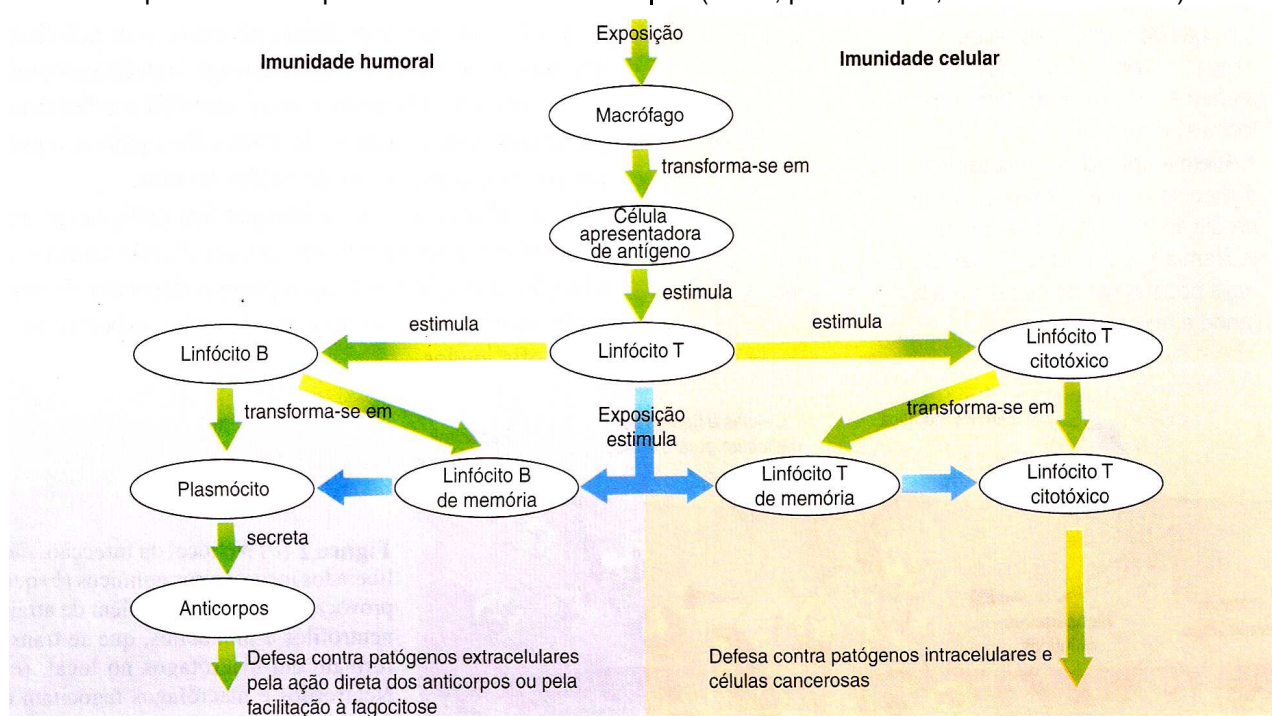 Exposição
Imunidade humoral
Imunidade celular
Macrófago
transforma-se em
Célula
apresentadora
de antígeno
estimula
estimula
estimula
Linfócito B
Linfócito T
Linfócito T
citotóxico
transforma-se em
Exposição
estimula
transforma-se em
Plasmócito
Linfócito B
de memória
Linfócito T
de memória
Linfócito T
citotóxico
secreta
Anticorpos
Defesa contra patógenos extracelulares
pela ação direta dos anticorpos ou pela
facilitação à fagocitose
Defesa contra patógenos intracelulares e
células cancerosas